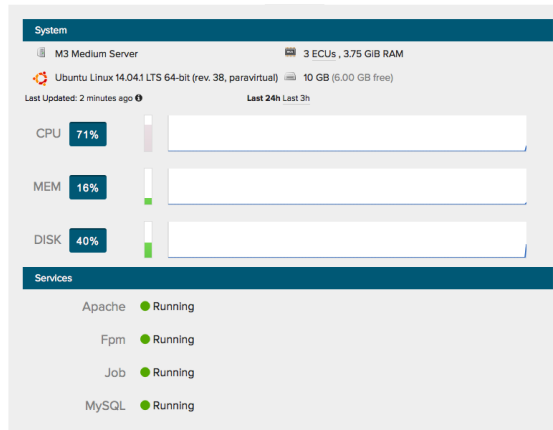 System
M3 Medium Server 3 ECUs , 3.75 GiB RAM
Ubuntu Linux 14.04.1 LTS 64-bit (rev. 38, paravirtual) 10 GB (6.00 GB free)
Last Updated: 2 minutes ago Last 24h Last 3h
CPU 71%
MEM 16%
DISK 40%
Services
Apache Running
Fpm Running
Job Running
MySQL Running